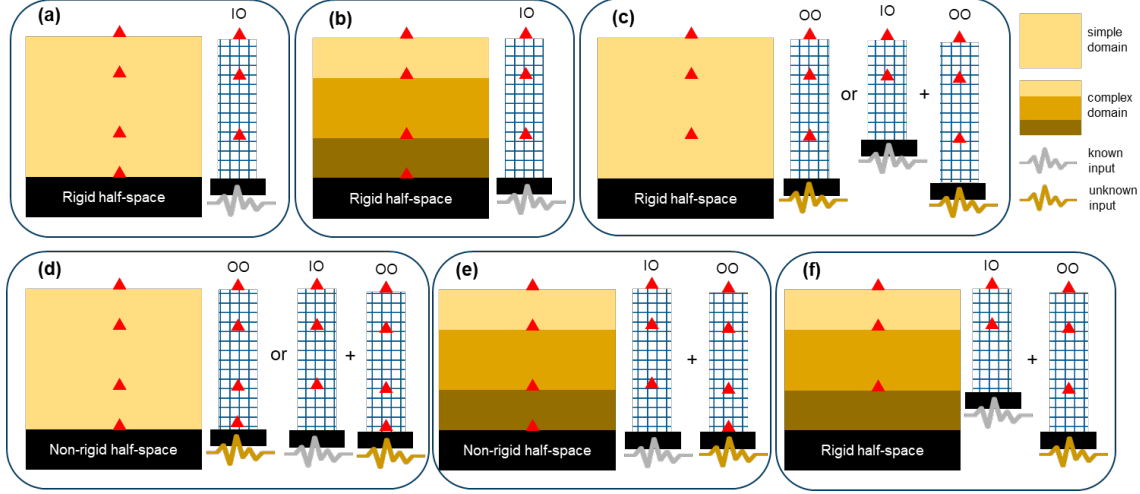 (a)
IO
Rigid half-space
(b)
IO
Rigid half-space
(c)
OO
or
IO
+
OO
Rigid half-space
simple
domain
complex
domain
known
input
unknown
input
(d)
OO
or
IO
+
OO
Non-rigid half-space
(e)
IO
+
OO
Non-rigid half-space
(f)
IO
+
OO
Rigid half-space